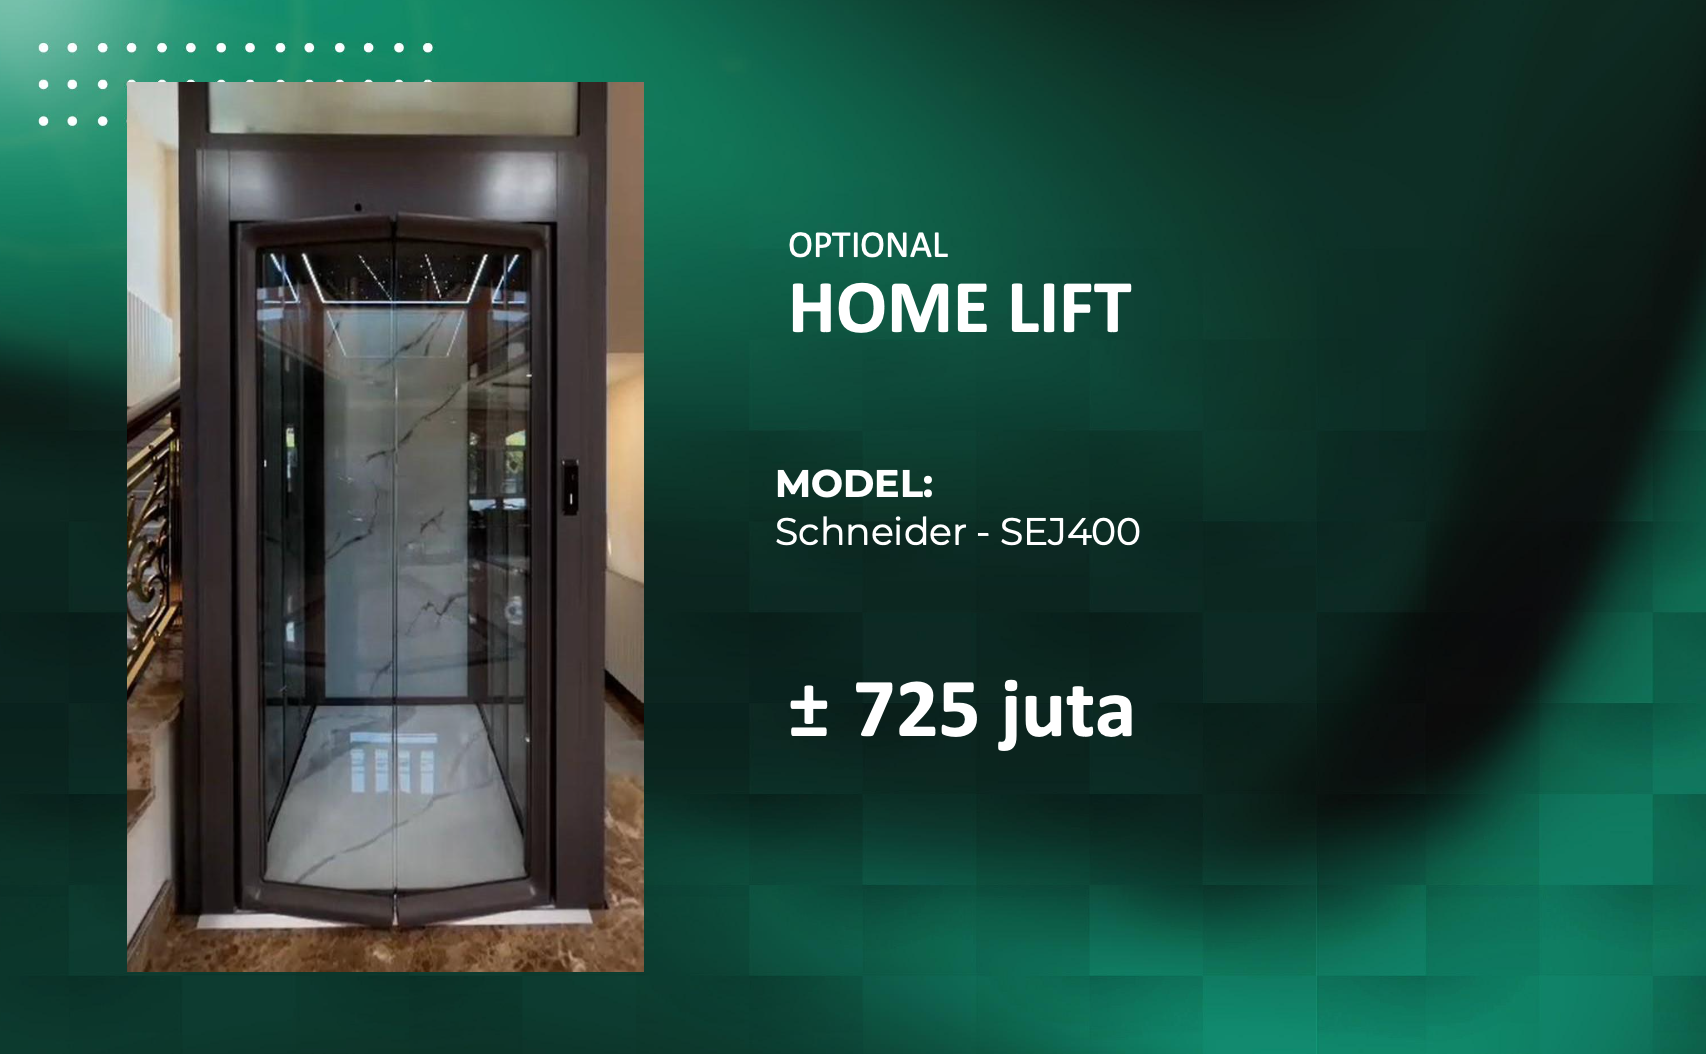 OPTIONAL
HOME LIFT
MODEL:
Schneider - SEJ400
± 725 juta